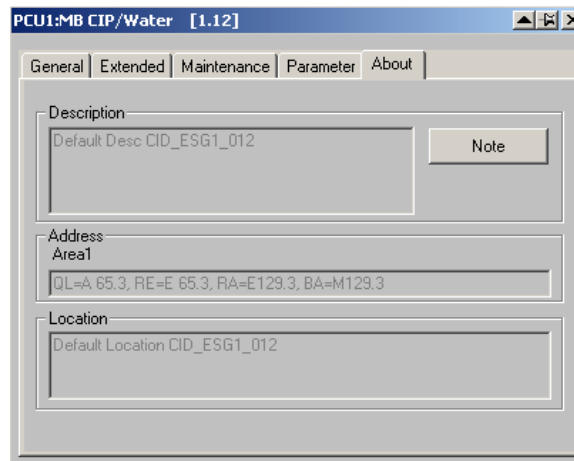 PCU1:MB CIP/Water [1.12]
General Extended Maintenance Parameter About
Description
Default Desc CID_ESG1_012
Note
Address
Area1
QL=A 65.3, RE=E 65.3, RA=E129.3, BA=M129.3
Location
Default Location CID_ESG1_012